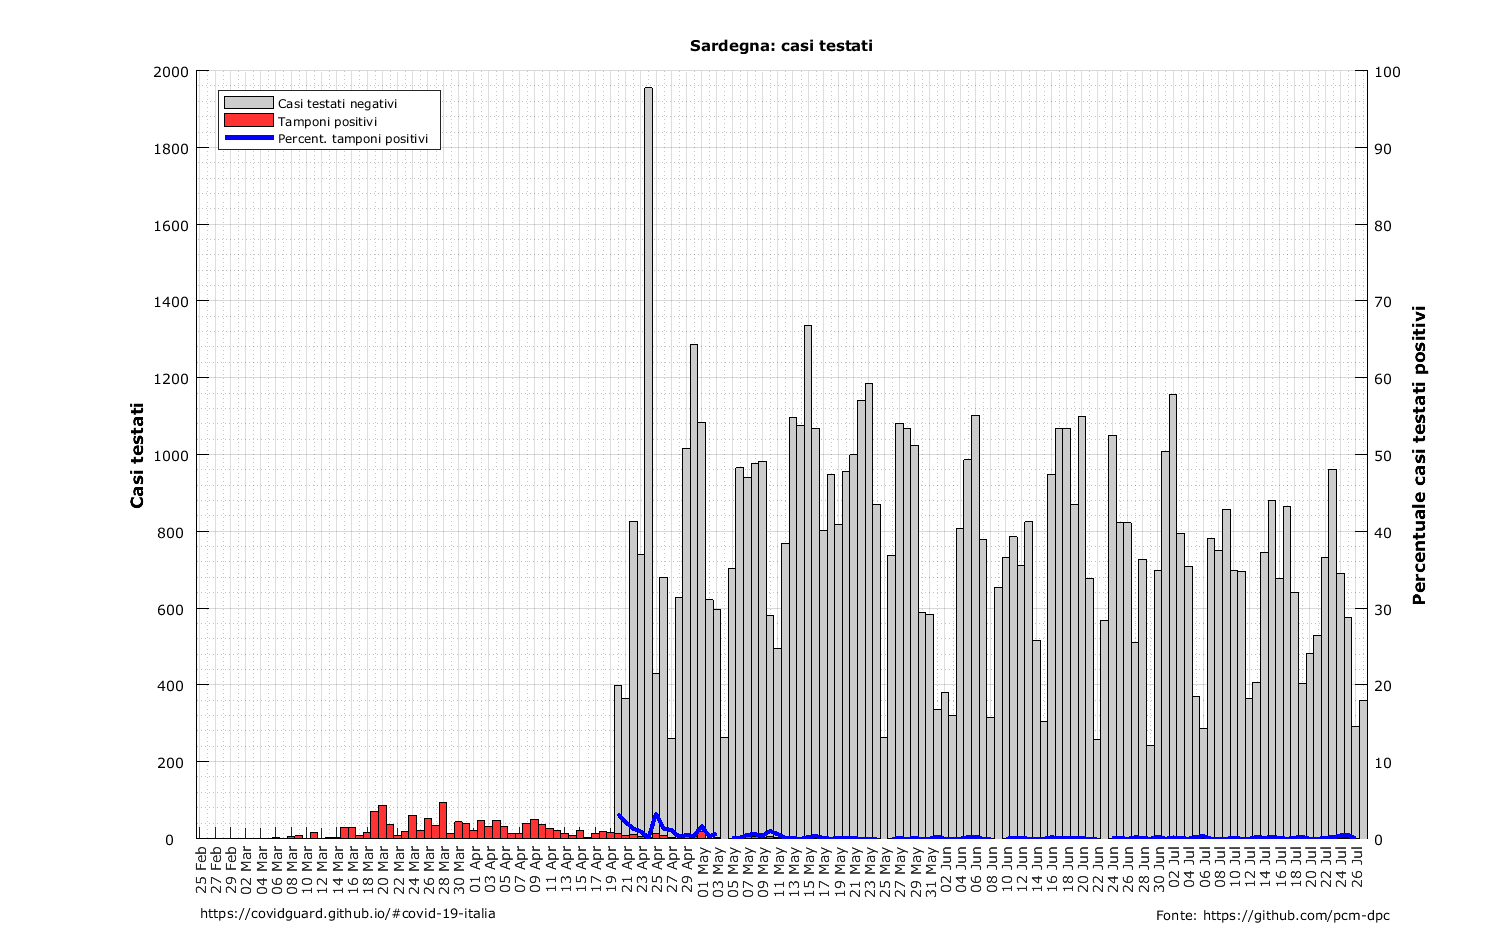 Sardegna: casi testati
2000
1800
1600
1400
1200
1000
800
600
400
200
0
Casi testati
Casi testati negativi
Tamponi positivi
Percent. tamponi positivi
100
90
80
70
60
50
40
30
20
10
0
Percentuale casi testati positivi
25 Feb
27 Feb
29 Feb
02 Mar
04 Mar
06 Mar
08 Mar
10 Mar
12 Mar
14 Mar
16 Mar
18 Mar
20 Mar
22 Mar
24 Mar
26 Mar
28 Mar
30 Mar
01 Apr
03 Apr
05 Apr
07 Apr
09 Apr
11 Apr
13 Apr
15 Apr
17 Apr
19 Apr
21 Apr
23 Apr
25 Apr
27 Apr
29 Apr
01 May
03 May
05 May
07 May
09 May
11 May
13 May
15 May
17 May
19 May
21 May
23 May
25 May
27 May
29 May
31 May
02 Jun
04 Jun
06 Jun
08 Jun
10 Jun
12 Jun
14 Jun
16 Jun
18 Jun
20 Jun
22 Jun
24 Jun
26 Jun
28 Jun
30 Jun
02 Jul
04 Jul
06 Jul
08 Jul
10 Jul
12 Jul
14 Jul
16 Jul
18 Jul
20 Jul
22 Jul
24 Jul
26 Jul
https://covidguard.github.io/#covid-19-italia
Fonte: https://github.com/pcm-dpc